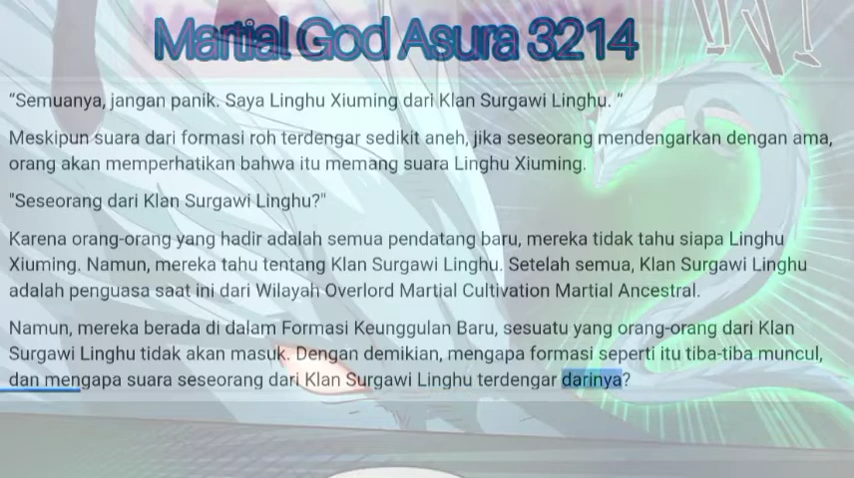 Martial God Asura 3214
“Semuanya, jangan panik. Saya Linghu Xiuming dari Klan Surgawi Linghu. ”
Meskipun suara dari formasi roh terdengar sedikit aneh, jika seseorang mendengarkan dengan ama,
orang akan memperhatikan bahwa itu memang suara Linghu Xiuming.
"Seseorang dari Klan Surgawi Linghu?"
Karena orang-orang yang hadir adalah semua pendatang baru, mereka tidak tahu siapa Linghu
Xiuming. Namun, mereka tahu tentang Klan Surgawi Linghu. Setelah semua, Klan Surgawi Linghu
adalah penguasa saat ini dari Wilayah Overlord Martial Cultivation Martial Ancestral.
Namun, mereka berada di dalam Formasi Keunggulan Baru, sesuatu yang orang-orang dari Klan
Surgawi Linghu tidak akan masuk. Dengan demikian, mengapa formasi seperti itu tiba-tiba muncul,
dan mengapa suara seseorang dari Klan Surgawi Linghu terdengar darinya?